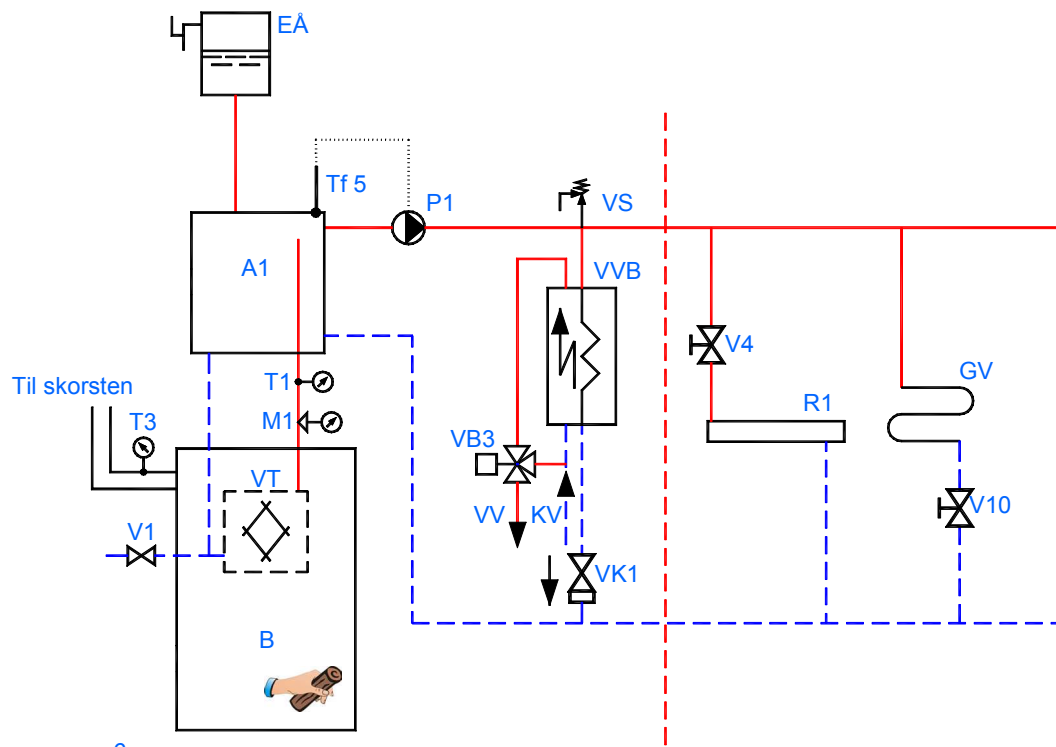 EÅ
Tf 5
P1
VS
A1
VVB
V4
T1
GV
Til skorsten
R1
T3
M1
VB3
VT
VV
KV
V10
V1
VK1
B